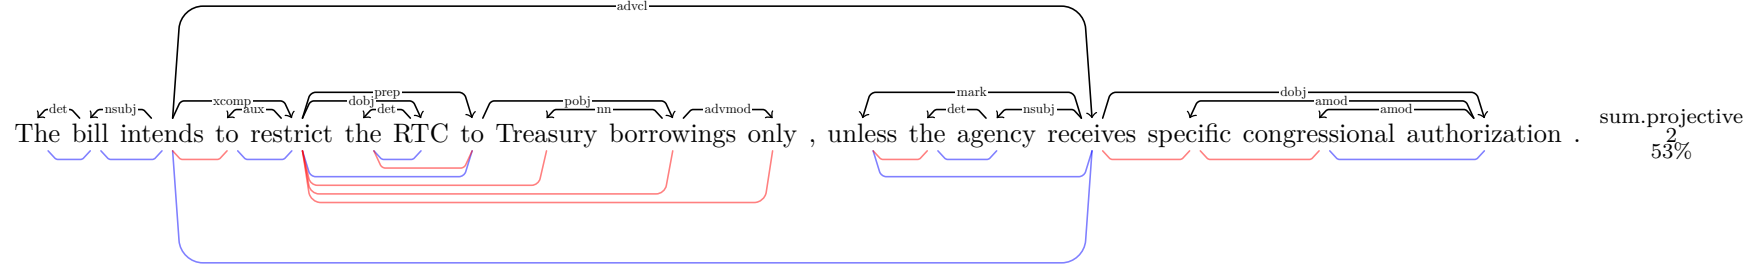 advcl
prep
xcomp dobj pobj mark dobj
amod
det nsubj aux det nn advmod det nsubj amod
The bill intends to restrict the RTC to Treasury borrowings only , unless the agency receives specific congressional authorization .
sum.projective
2
53%